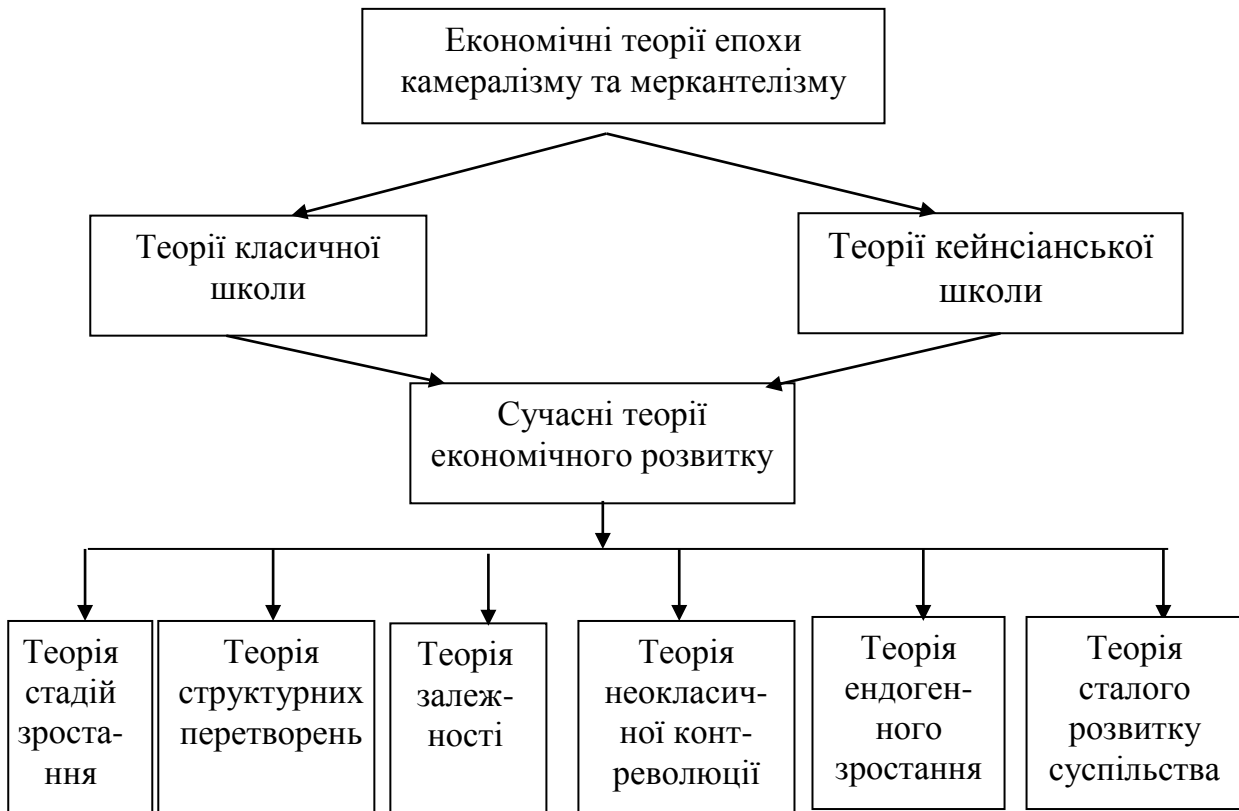 Економічні теорії епохи
камералізму та меркантелізму
Теорії класичної
школи
Теорії кейнсіанської
школи
Сучасні теорії
економічного розвитку
Теорія
стадій
зроста-
ння
Теорія
структурних
перетворень
Теорія
залеж-
ності
Теорія
неокласич-
ної конт-
революції
Теорія
ендоген-
ного
зростання
Теорія
сталого
розвитку
суспільства